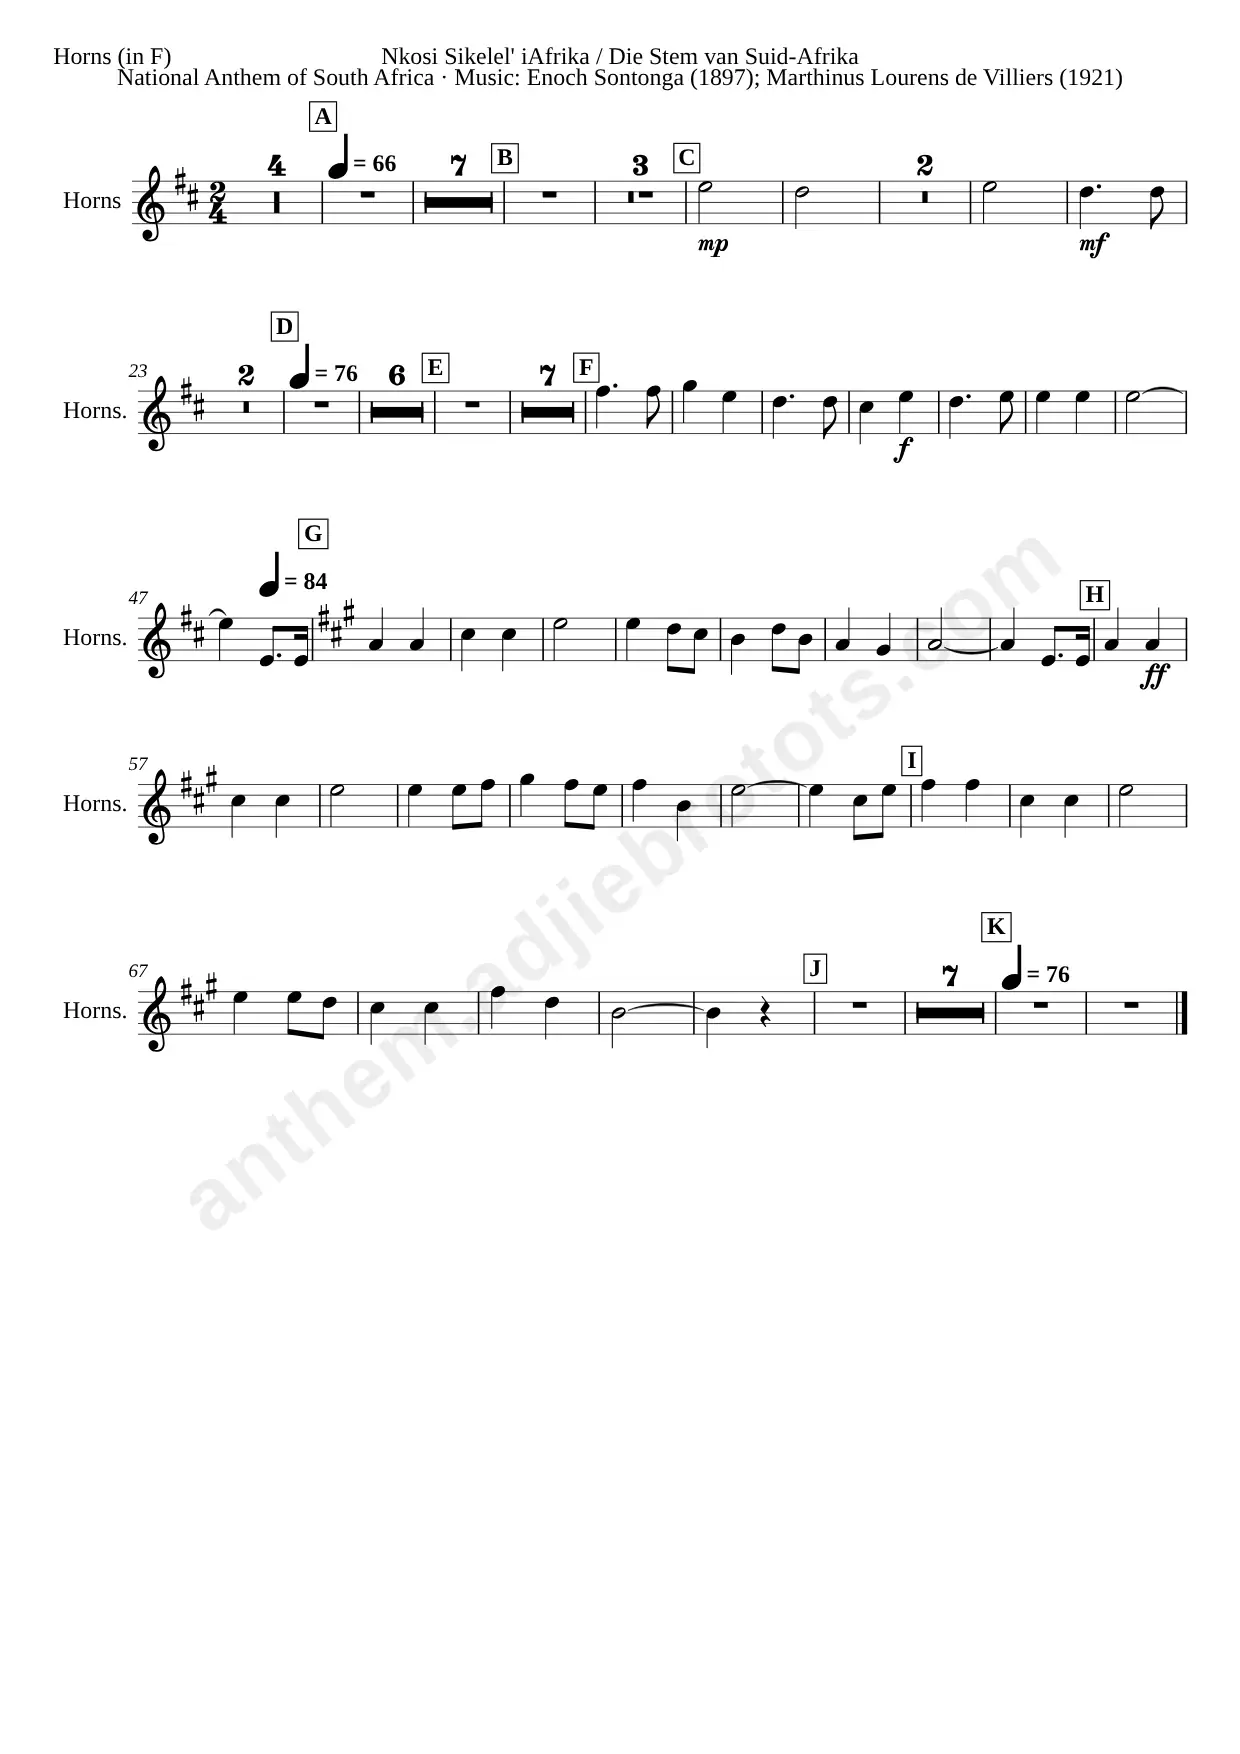 Horns (in F)
Nkosi Sikelel' iAfrika / Die Stem van Suid-Afrika
National Anthem of South Africa · Music: Enoch Sontonga (1897); Marthinus Lourens de Villiers (1921)
A
4
= 66
7
B
3
C
2
Horns
2
4
mp
mf
D
23
2
= 76
6
E
7
F
Horns.
f
G
47
= 84
H
Horns.
ff
57
I
Horns.
67
J
7
K
= 76
Horns.
anthem.adjiebrotots.com